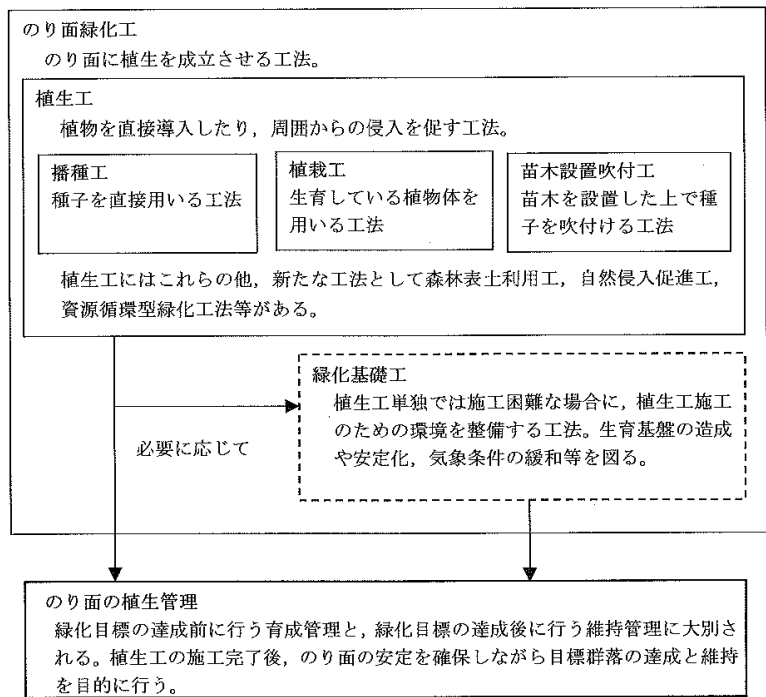 のり面緑化工
のり面に植生を成立させる工法。
植生工
植物を直接導入したり，周囲からの侵入を促す工法。
播種工
種子を直接用いる工法
植栽工
生育している植物体を
用いる工法
苗木設置吹付工
苗木を設置した上で種
子を吹付ける工法
植生工にはこれらの他，新たな工法として森林表土利用工，自然侵入促進工，
資源循環型緑化工法等がある。
緑化基礎工
植生工単独では施工困難な場合に，植生工施工
のための環境を整備する工法。生育基盤の造成
や安定化，気象条件の緩和等を図る。
必要に応じて
のり面の植生管理
緑化目標の達成前に行う育成管理と，緑化目標の達成後に行う維持管理に大別さ
れる。植生工の施工完了後，のり面の安定を確保しながら目標群落の達成と維持
を目的に行う。